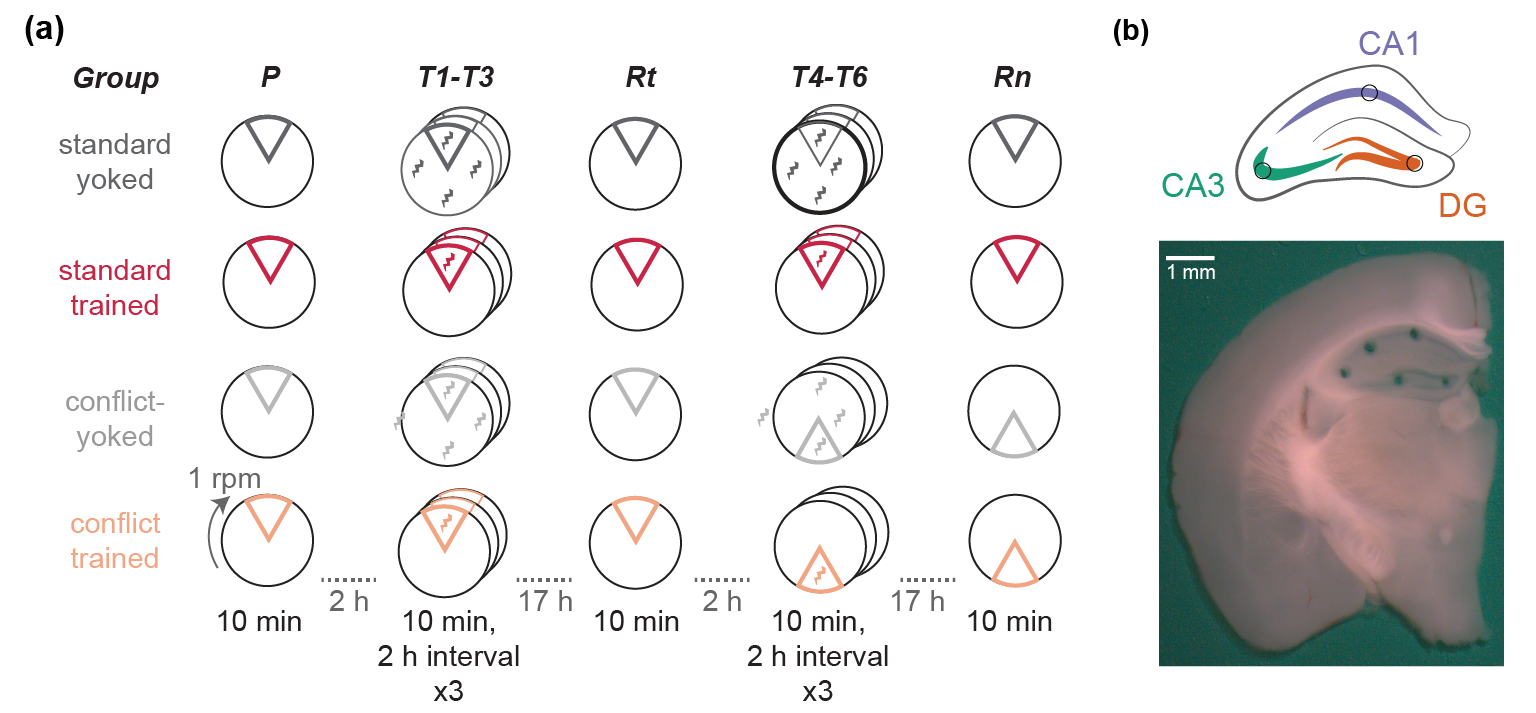 (a)
Group P T1-T3 Rt T4-T6 Rn
standard
yoked
standard
trained
conflict-
yoked
1 rpm
conflict
trained
2 h 17 h 2 h 17 h
10 min 10 min, 10 min 10 min, 10 min
2 h interval 2 h interval
x3 x3
(b)
CA1
CA3
DG
1 mm